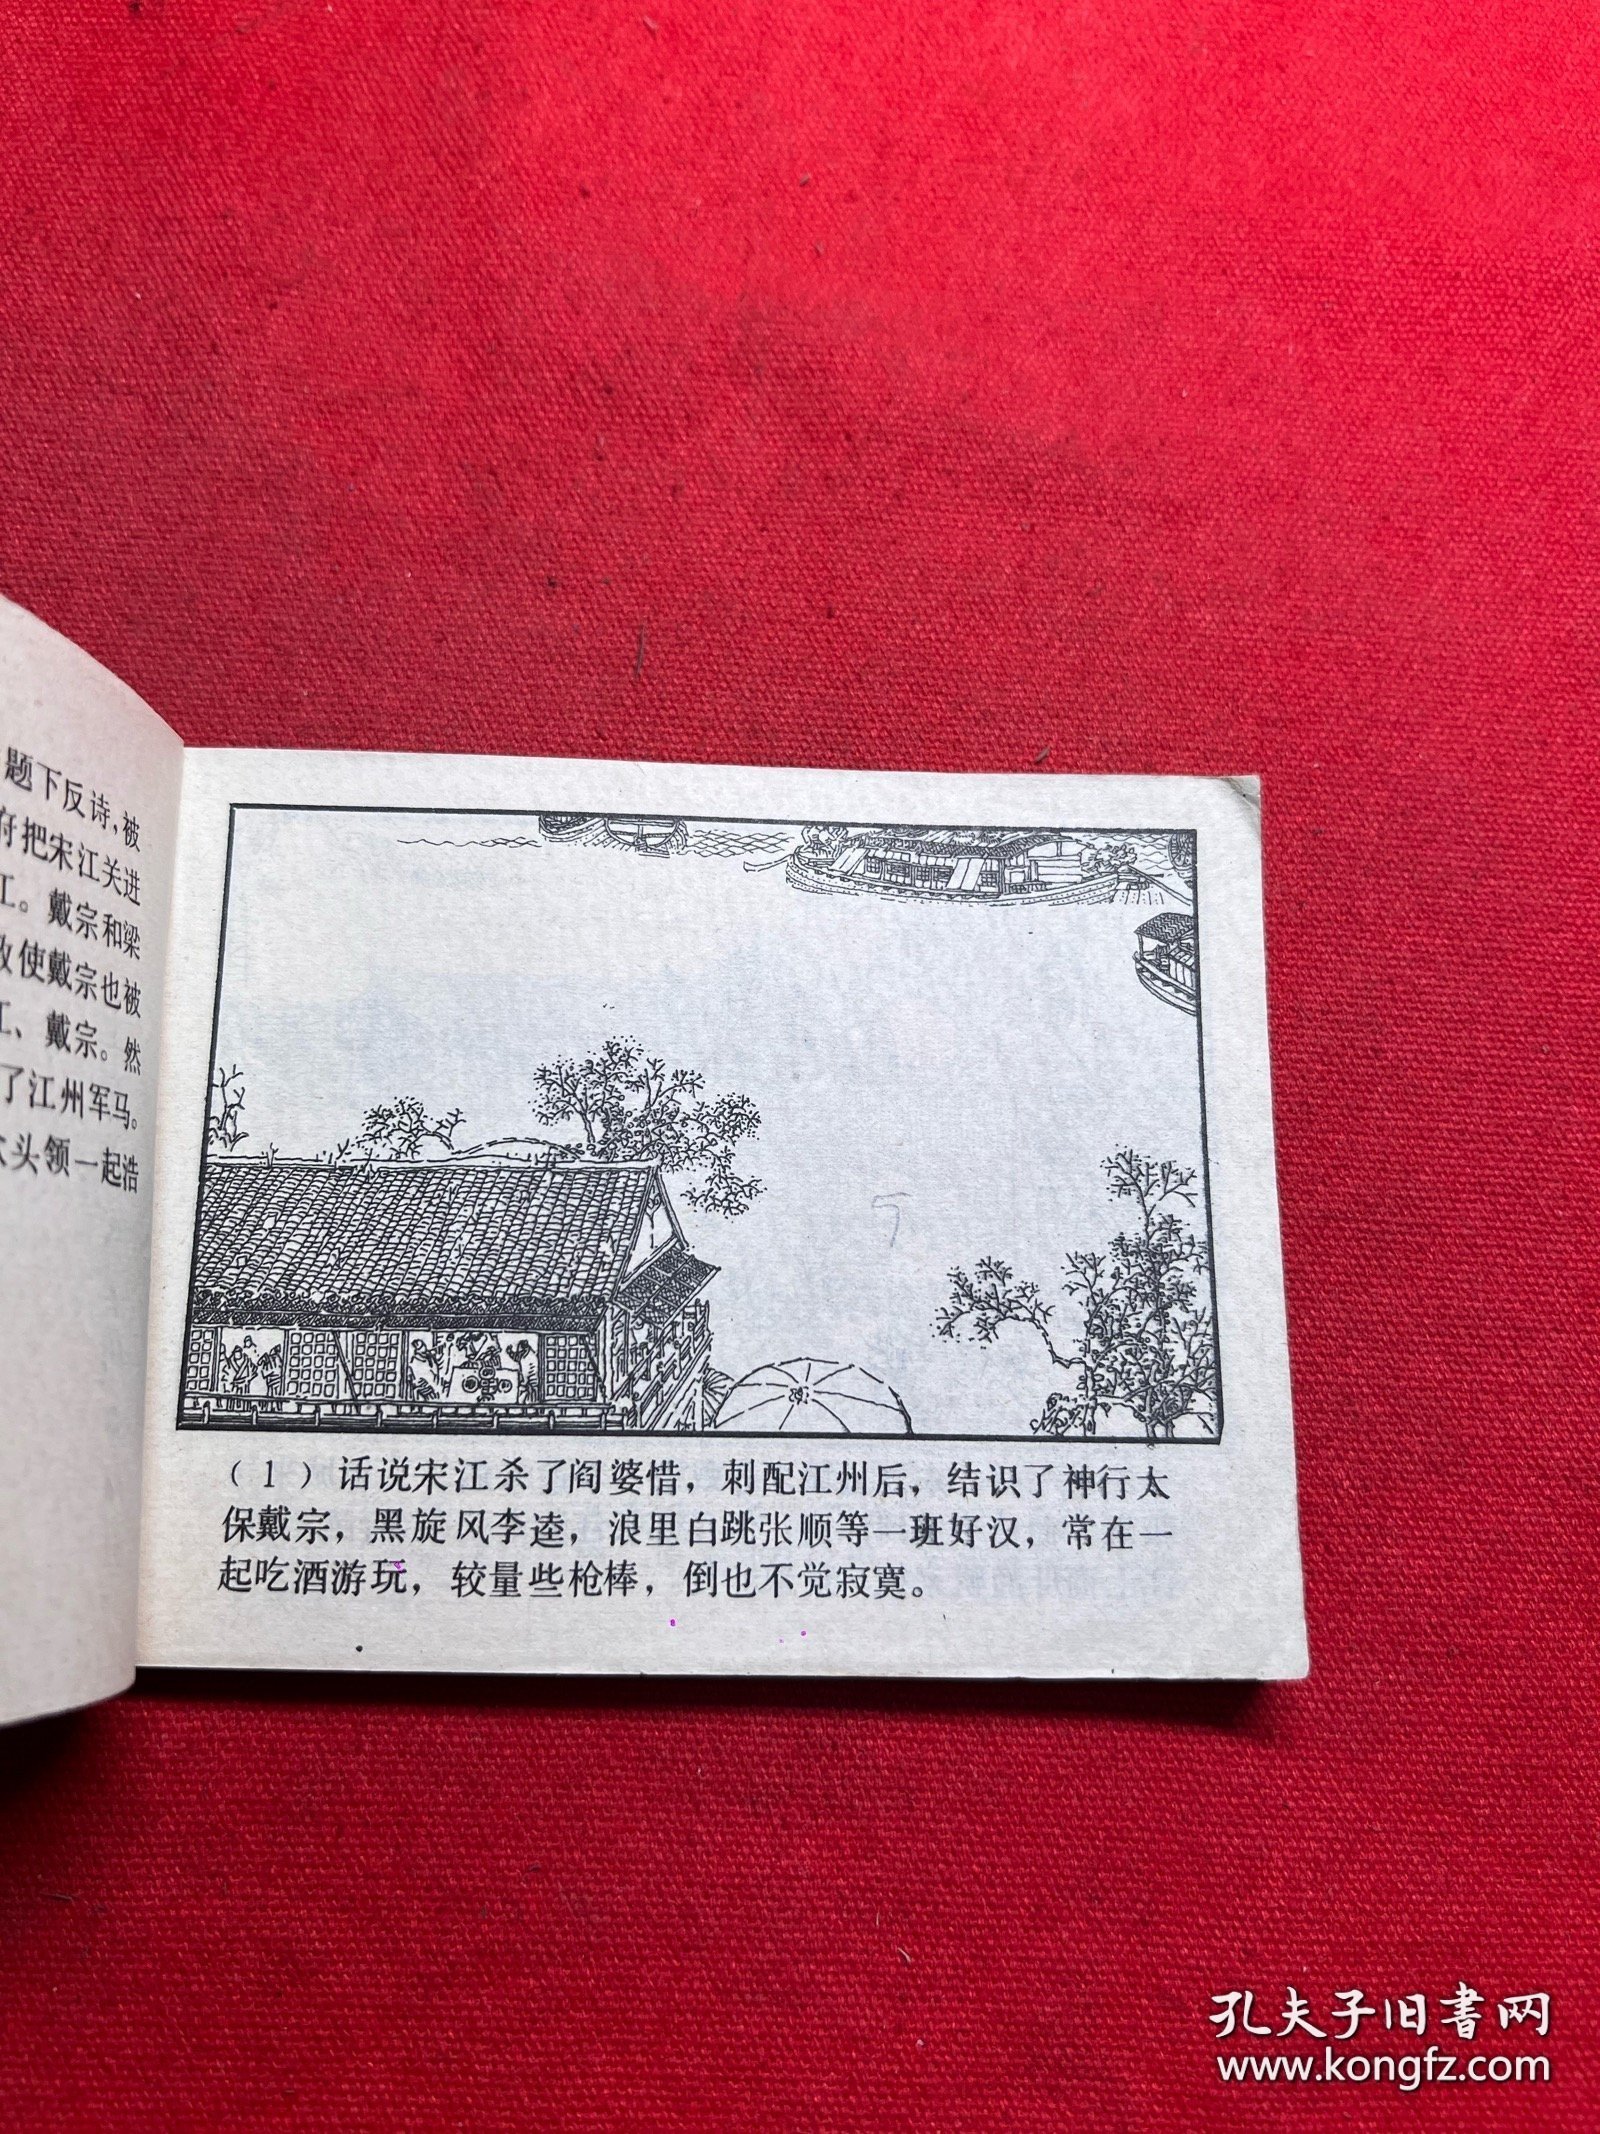 题下反诗，被
府把宋江关进
江。戴宗和梁
使戴宗也被
江、戴宗。然
了江州军马。
头领一起浩
5
（1）话说宋江杀了阎婆惜，刺配江州后，结识了神行太
保戴宗，黑旋风李逵，浪里白跳张顺等一班好汉，常在一
起吃酒游玩，较量些枪棒，倒也不觉寂寞。
孔夫子旧书网
www.kongfz.com